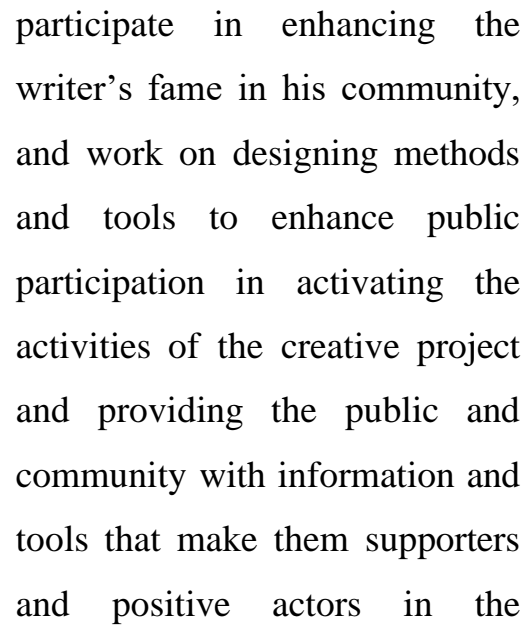 participate in enhancing the
writer’s fame in his community,
and work on designing methods
and tools to enhance public
participation in activating the
activities of the creative project
and providing the public and
community with information and
tools that make them supporters
and positive actors in the